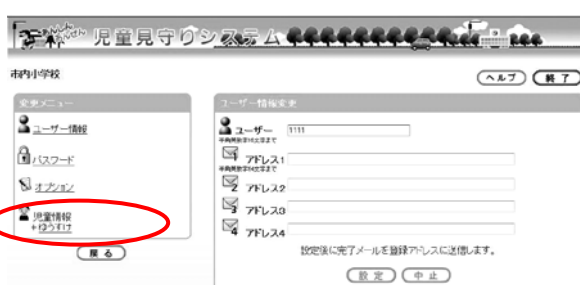 児童見守りシステム
市内小学校
ヘルプ 終了
変更メニュー
ユーザー情報
パスワード
オプション
児童情報
+ゆうすけ
戻る
ユーザー情報変更
ユーザー 1111
半角英数字16文字まで
1 アドレス1
半角英数字64文字まで
2 アドレス2
3 アドレス3
4 アドレス4
設定後に完了メールを登録アドレスに送信します。
設定 中止